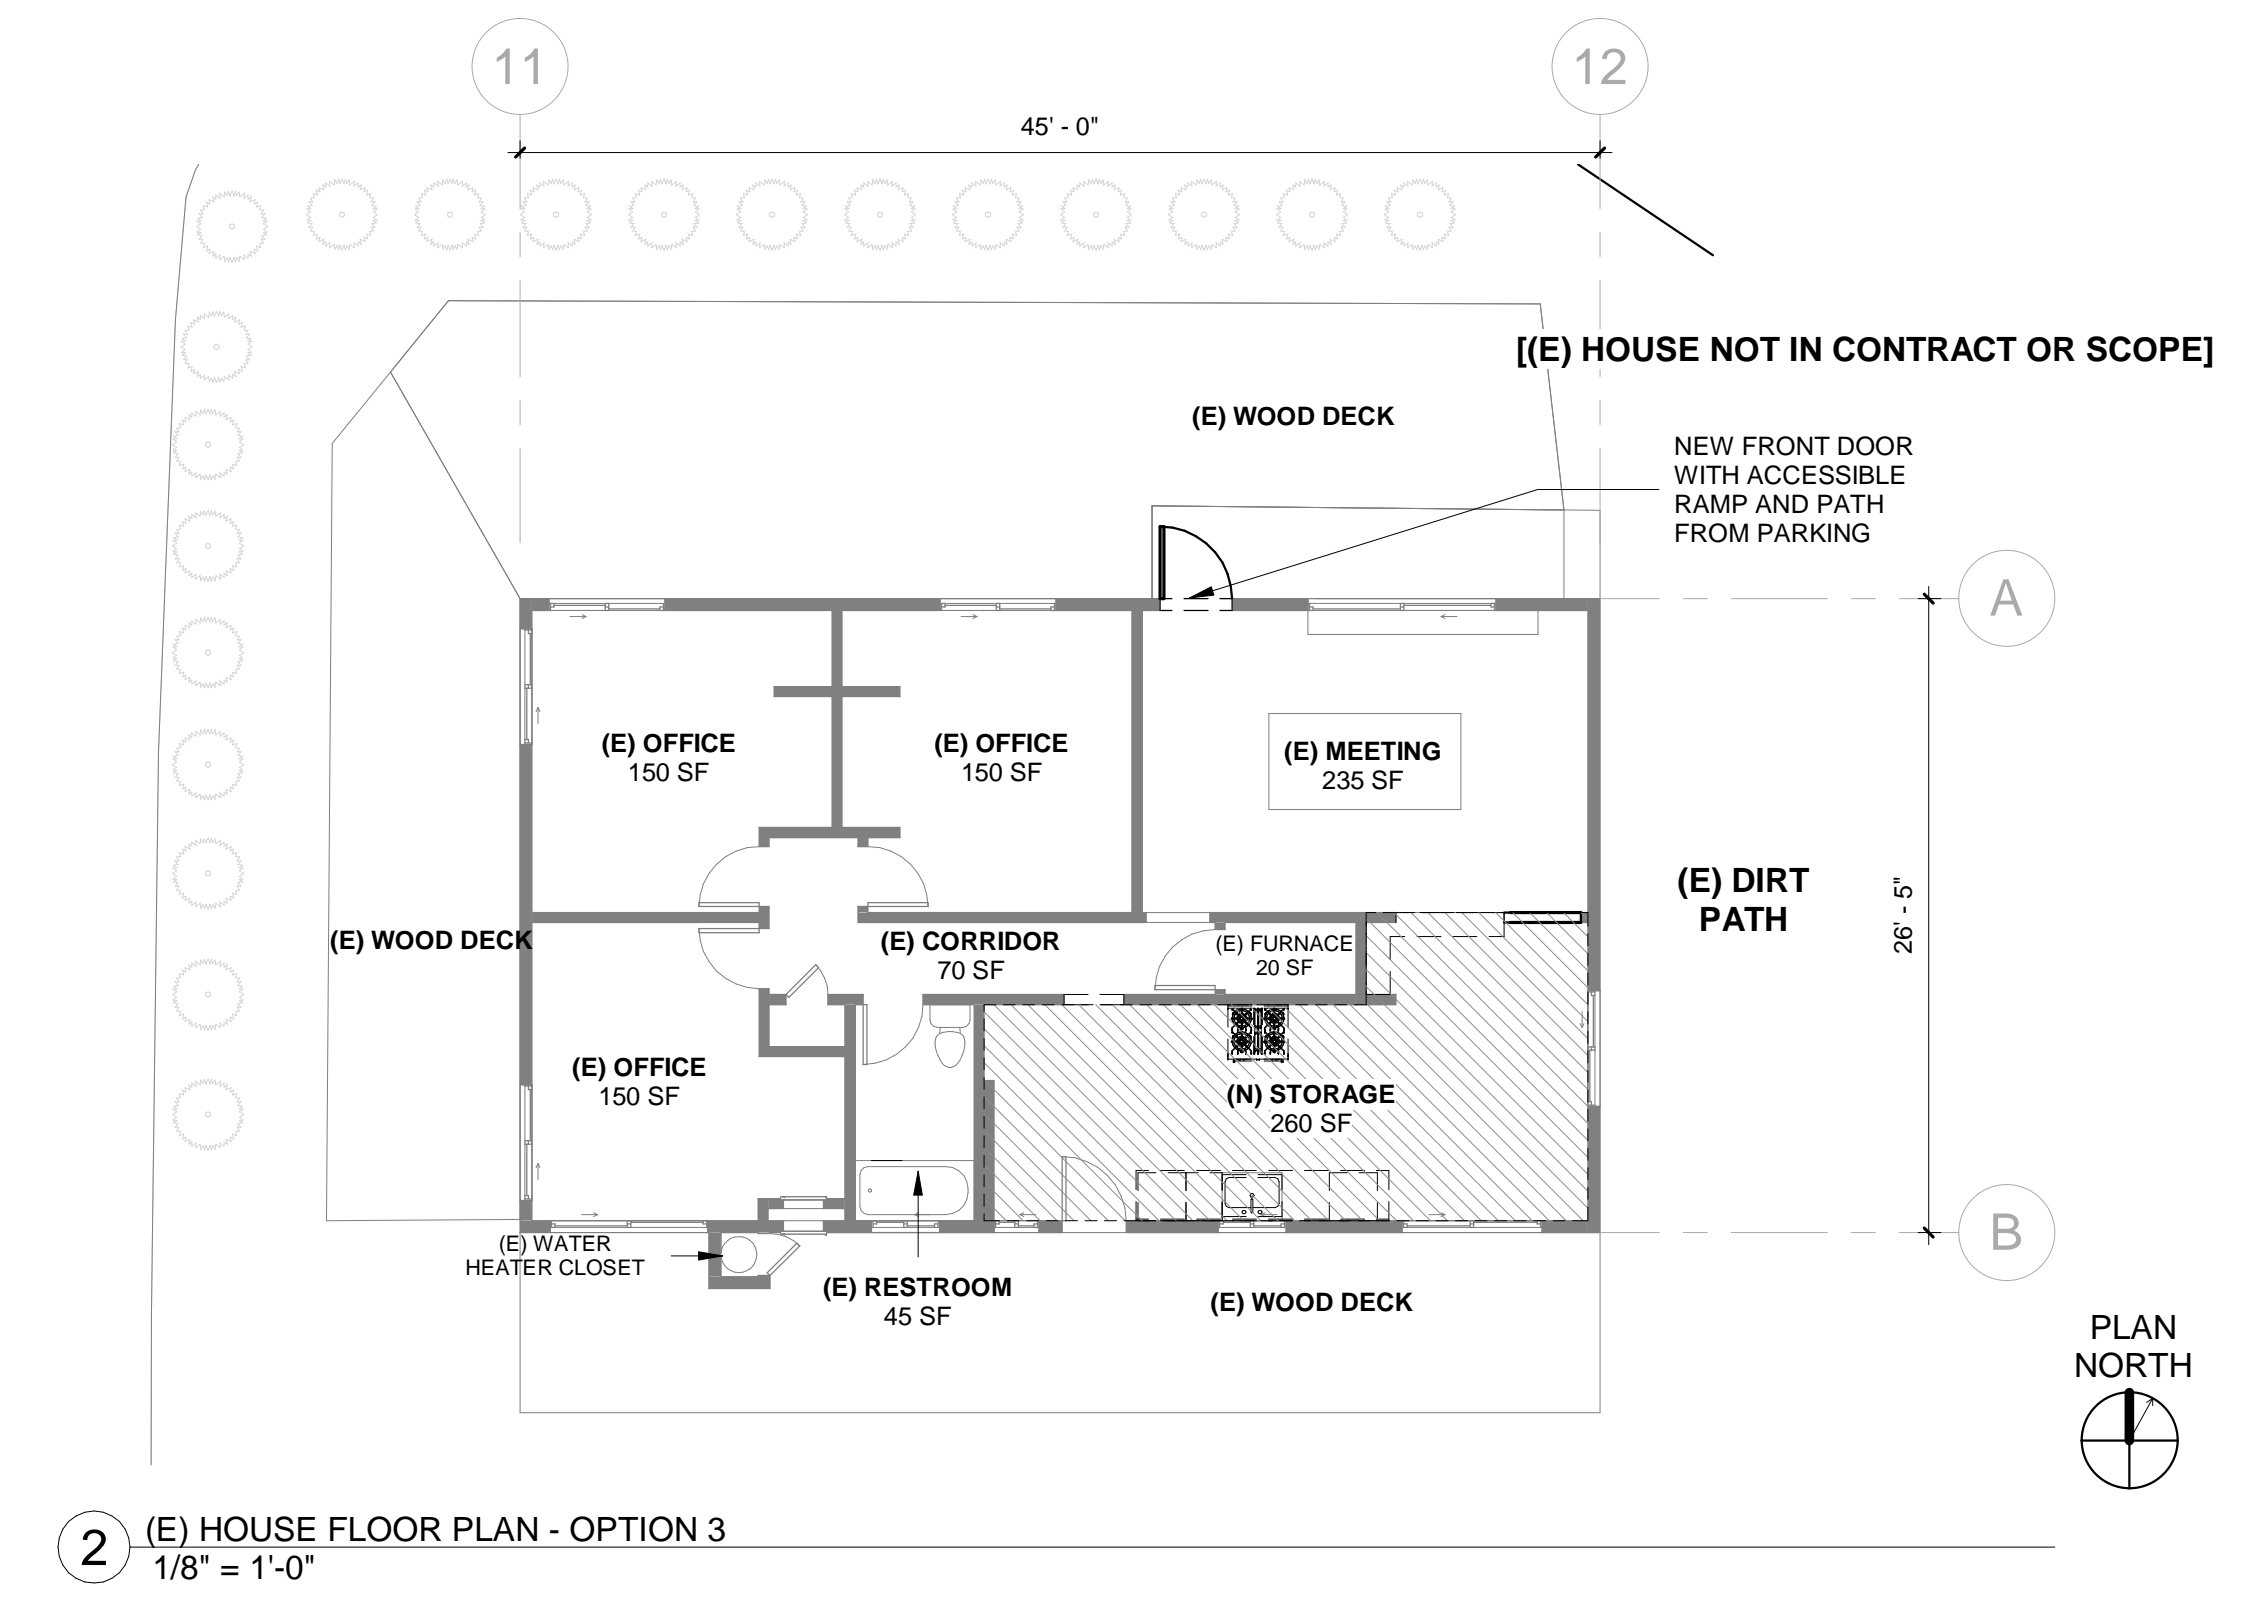 11
12
45' - 0"
[(E) HOUSE NOT IN CONTRACT OR SCOPE]
(E) WOOD DECK
NEW FRONT DOOR
WITH ACCESSIBLE
RAMP AND PATH
FROM PARKING
A
(E) OFFICE
150 SF
(E) OFFICE
150 SF
(E) MEETING
235 SF
(E) DIRT
PATH
26' - 5"
(E) WOOD DECK
(E) CORRIDOR
70 SF
(E) FURNACE
20 SF
(E) OFFICE
150 SF
(N) STORAGE
260 SF
B
(E) WATER
HEATER CLOSET
(E) RESTROOM
45 SF
(E) WOOD DECK
PLAN
NORTH
2
(E) HOUSE FLOOR PLAN - OPTION 3
1/8" = 1'-0"